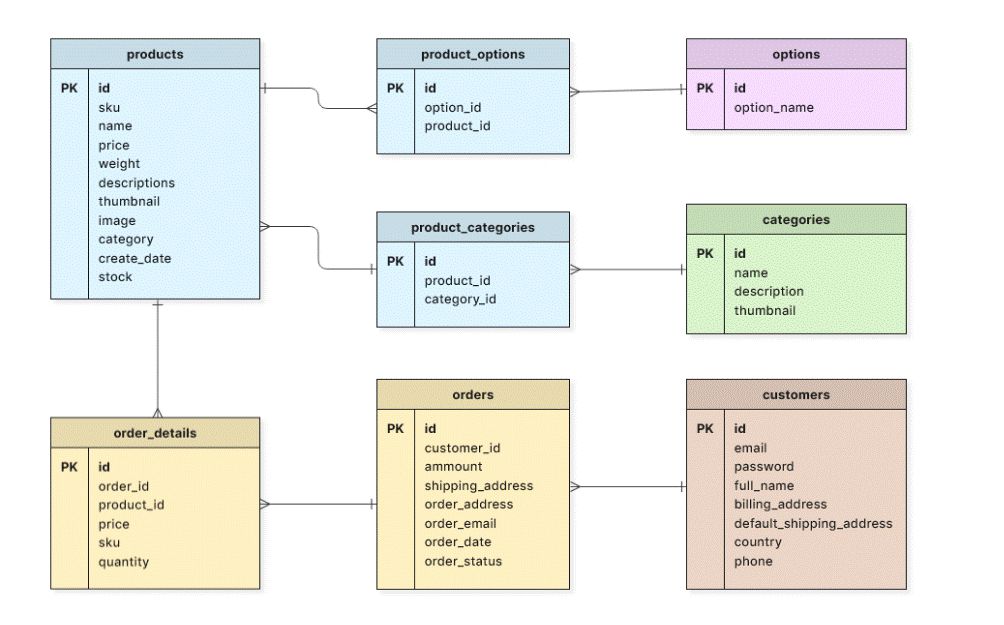 products
PK id
sku
name
price
weight
descriptions
thumbnail
image
category
create_date
stock
product_options
PK id
option_id
product_id
options
PK id
option_name
product_categories
PK id
product_id
category_id
categories
PK id
name
description
thumbnail
order_details
PK id
order_id
product_id
price
sku
quantity
orders
PK id
customer_id
ammount
shipping_address
order_address
order_email
order_date
order_status
customers
PK id
email
password
full_name
billing_address
default_shipping_address
country
phone